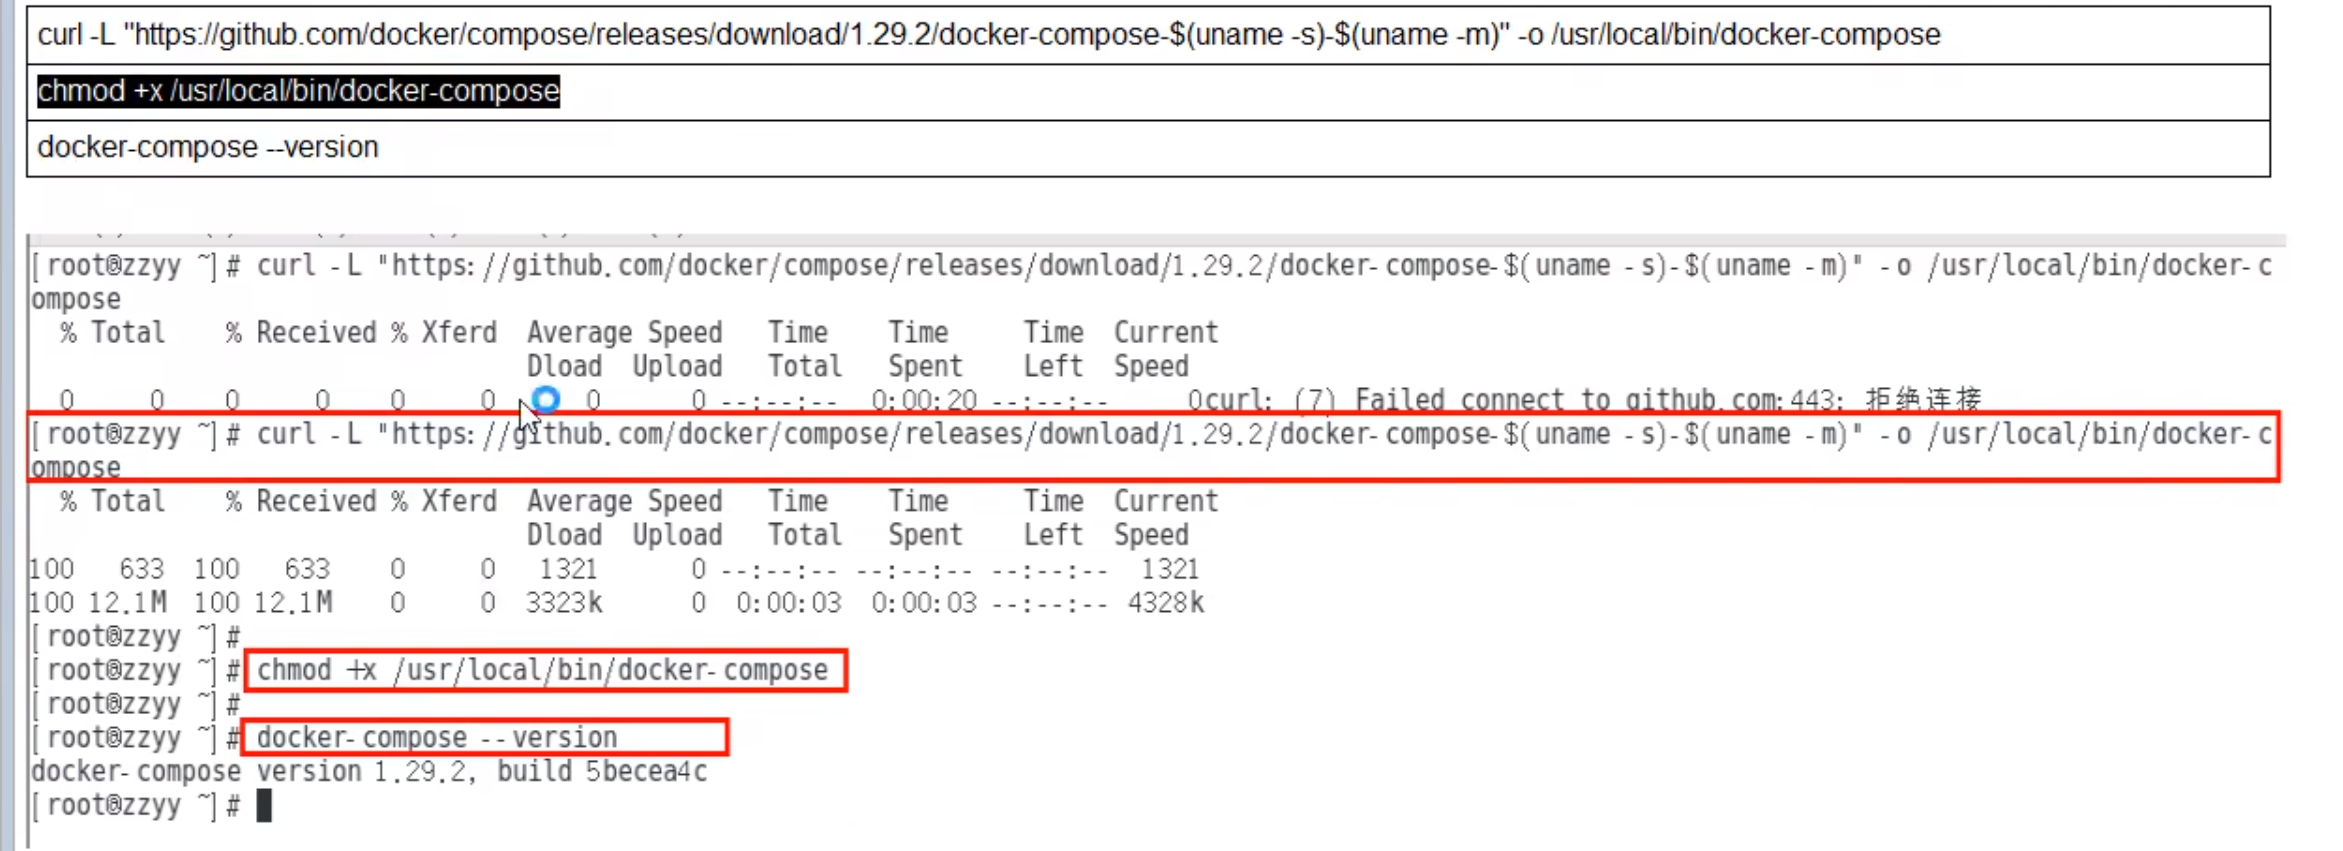 curl -L "https://github.com/docker/compose/releases/download/1.29.2/docker-compose-$(uname -s)-$(uname -m)" -o /usr/local/bin/docker-compose
chmod +x /usr/local/bin/docker-compose
docker-compose --version
[root@zzyy ~]# curl -L "https://github.com/docker/compose/releases/download/1.29.2/docker-compose-$(uname -s)-$(uname -m)" -o /usr/local/bin/docker-c
ompose
% Total % Received % Xferd Average Speed Time Time Time Current
Dload Upload Total Spent Left Speed
0 0 0 0 0 0 0 0 --:--:-- 0:00:20 --:--:-- 0curl: (7) Failed connect to github.com:443; 拒绝连接
[root@zzyy ~]# curl -L "https://github.com/docker/compose/releases/download/1.29.2/docker-compose-$(uname -s)-$(uname -m)" -o /usr/local/bin/docker-c
ompose
% Total % Received % Xferd Average Speed Time Time Time Current
Dload Upload Total Spent Left Speed
100 633 100 633 0 0 1321 0 --:--:-- --:--:-- --:--:-- 1321
100 12.1M 100 12.1M 0 0 3323k 0 0:00:03 0:00:03 --:--:-- 4328k
[root@zzyy ~]#
[root@zzyy ~]# chmod +x /usr/local/bin/docker-compose
[root@zzyy ~]#
[root@zzyy ~]# docker-compose --version
docker-compose version 1.29.2, build 5becea4c
[root@zzyy ~]#